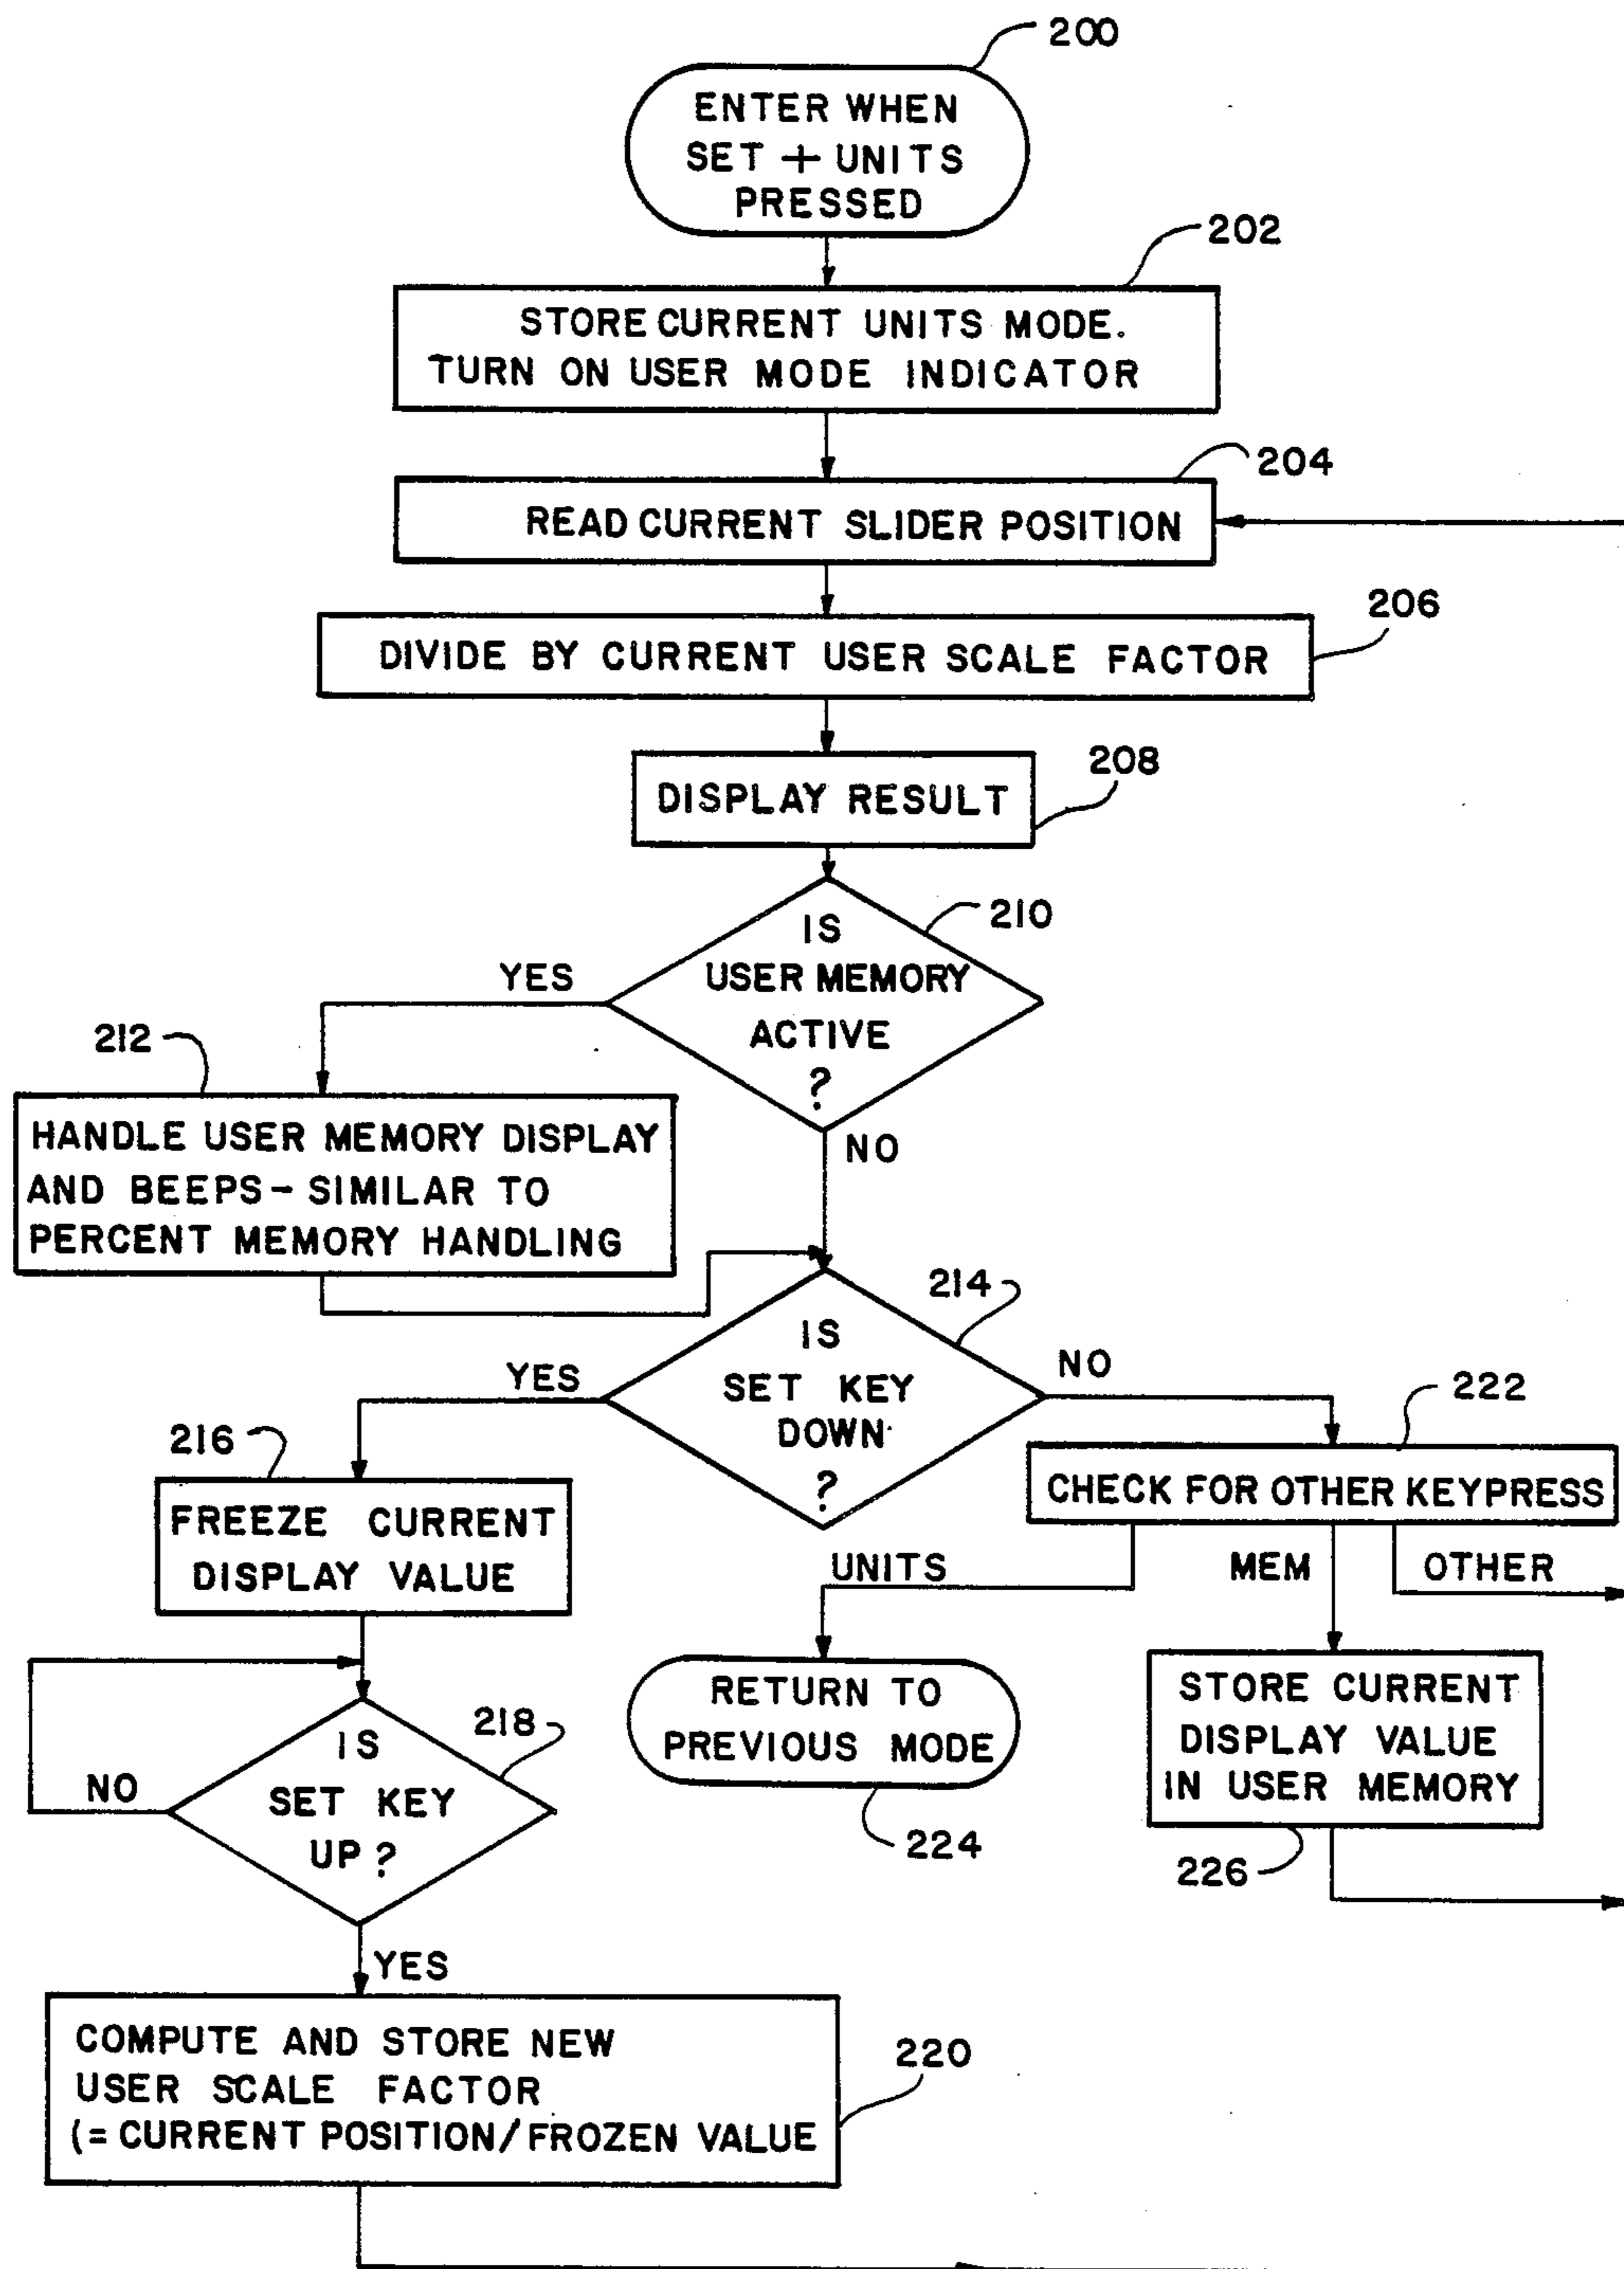 200
ENTER WHEN
SET + UNITS
PRESSED
202
STORE CURRENT UNITS MODE.
TURN ON USER MODE INDICATOR
204
READ CURRENT SLIDER POSITION
206
DIVIDE BY CURRENT USER SCALE FACTOR
208
DISPLAY RESULT
210
IS
USER MEMORY
ACTIVE
?
YES
NO
212
HANDLE USER MEMORY DISPLAY
AND BEEPS - SIMILAR TO
PERCENT MEMORY HANDLING
214
IS
SET KEY
DOWN
?
YES
NO
216
FREEZE CURRENT
DISPLAY VALUE
222
CHECK FOR OTHER KEYPRESS
UNITS
MEM
OTHER
218
IS
SET KEY
UP ?
NO
YES
RETURN TO
PREVIOUS MODE
224
STORE CURRENT
DISPLAY VALUE
IN USER MEMORY
226
220
COMPUTE AND STORE NEW
USER SCALE FACTOR
(= CURRENT POSITION/FROZEN VALUE